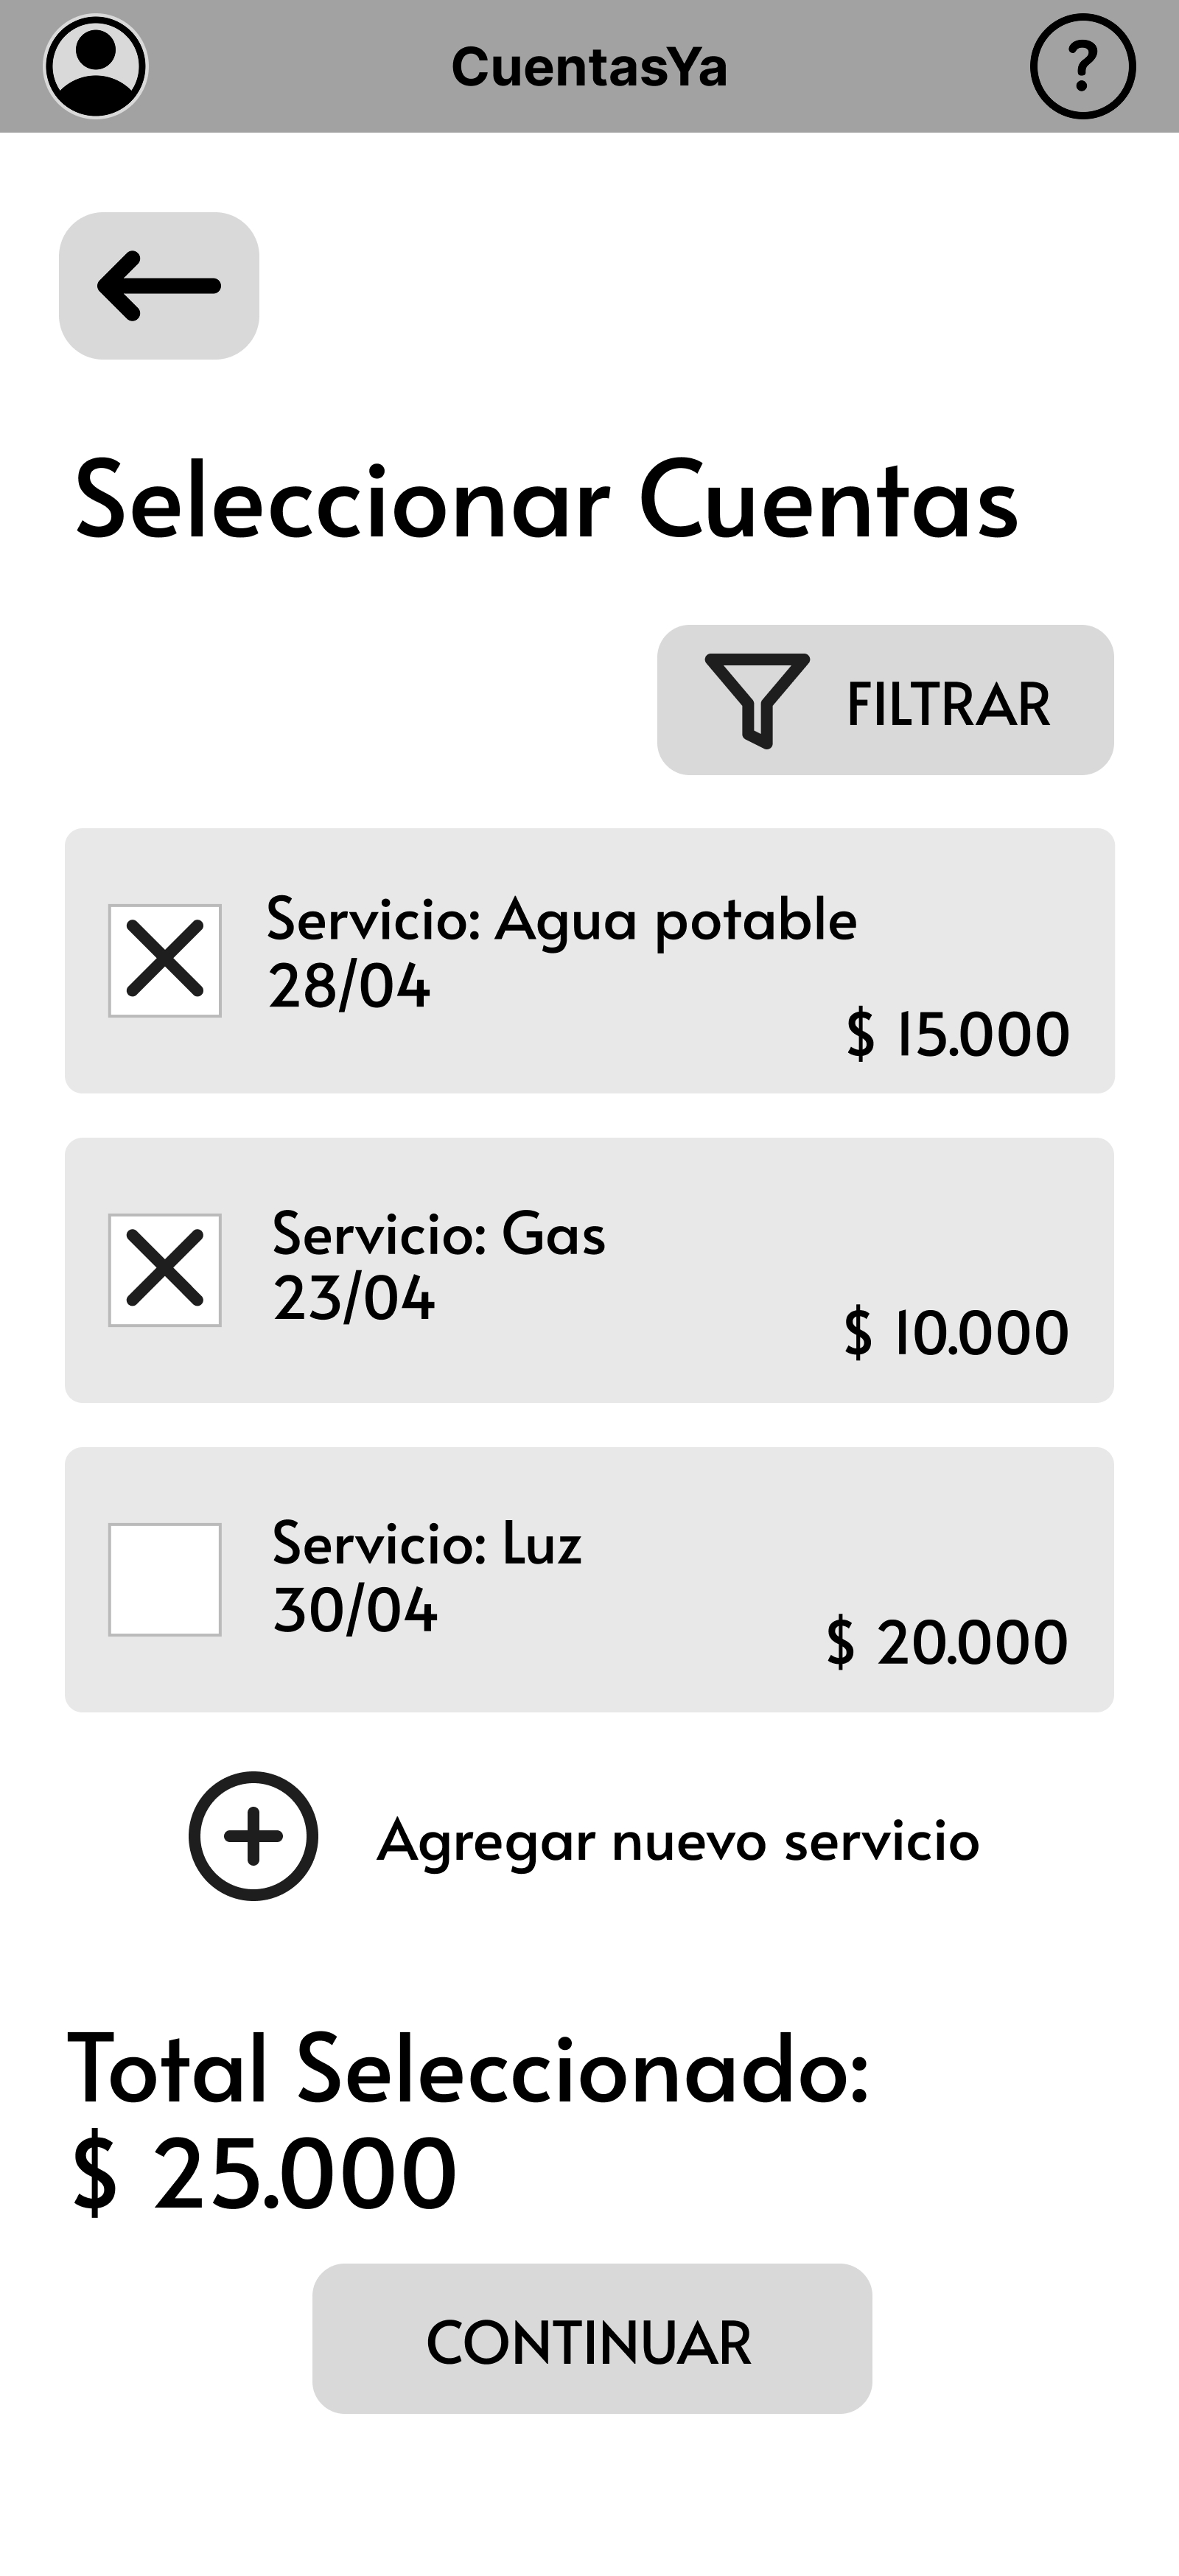 CuentasYa
?
Seleccionar Cuentas
FILTRAR
Servicio: Agua potable
28/04
$ 15.000
Servicio: Gas
23/04
$ 10.000
Servicio: Luz
30/04
$ 20.000
Agregar nuevo servicio
Total Seleccionado:
$ 25.000
CONTINUAR